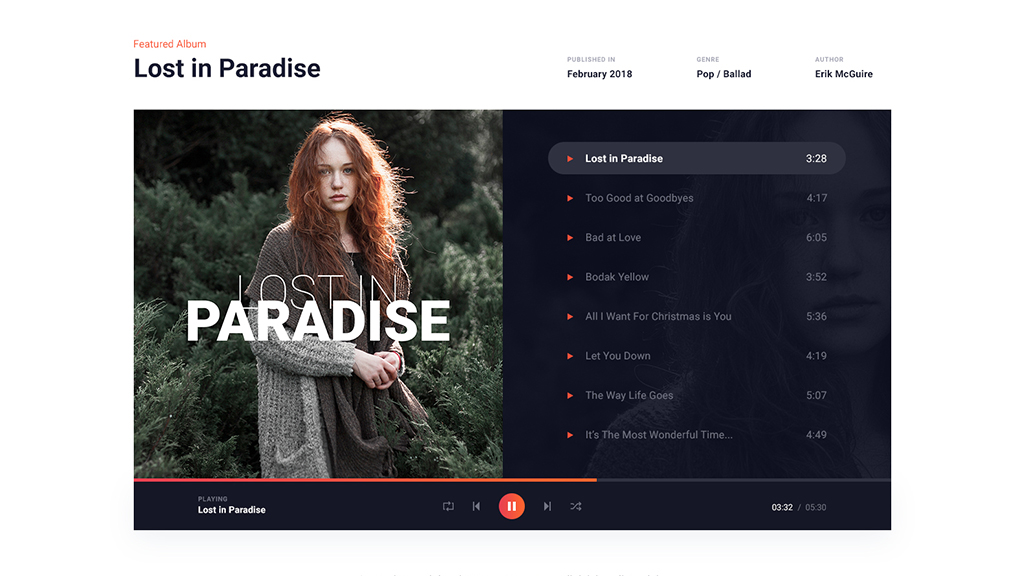 Featured Album
Lost in Paradise
PUBLISHED IN
February 2018
GENRE
Pop / Ballad
AUTHOR
Erik McGuire
LOST IN
PARADISE
Lost in Paradise 3:28
Too Good at Goodbyes 4:17
Bad at Love 6:05
Bodak Yellow 3:52
All I Want For Christmas is You 5:36
Let You Down 4:19
The Way Life Goes 5:07
It's The Most Wonderful Time... 4:49
PLAYING
Lost in Paradise
03:32 / 05:30